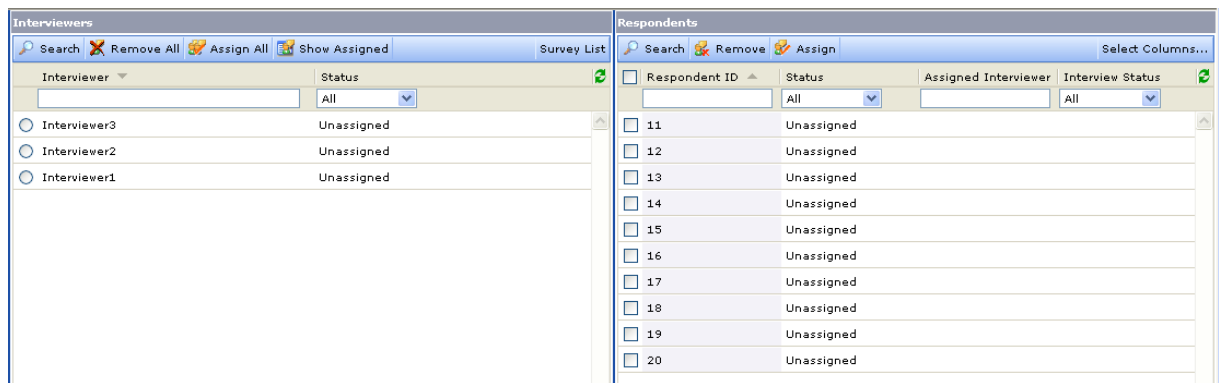 Interviewers
Search Remove All Assign All Show Assigned Survey List
Interviewer Status
All
Interviewer3 Unassigned
Interviewer2 Unassigned
Interviewer1 Unassigned
Respondents
Search Remove Assign Select Columns...
Respondent ID Status Assigned Interviewer Interview Status
All All
11 Unassigned
12 Unassigned
13 Unassigned
14 Unassigned
15 Unassigned
16 Unassigned
17 Unassigned
18 Unassigned
19 Unassigned
20 Unassigned